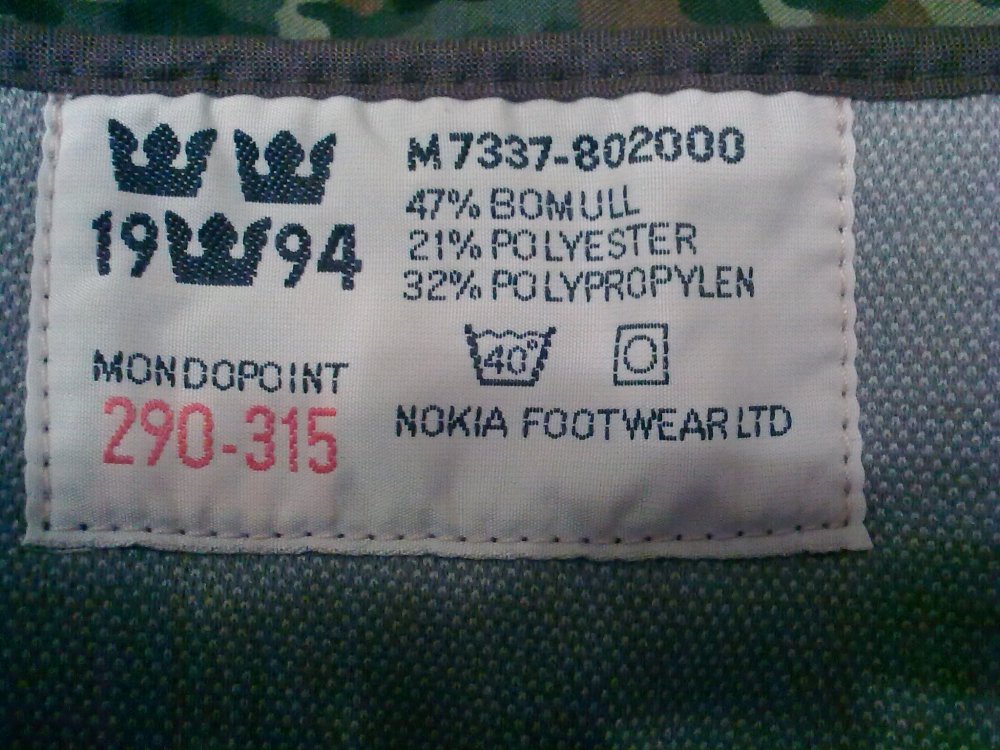 19 94
MONDOPOINT
290-315
M7337-802000
47% BOMULL
21% POLYESTER
32% POLYPROPYLEN
40°
NOKIA FOOTWEAR LTD